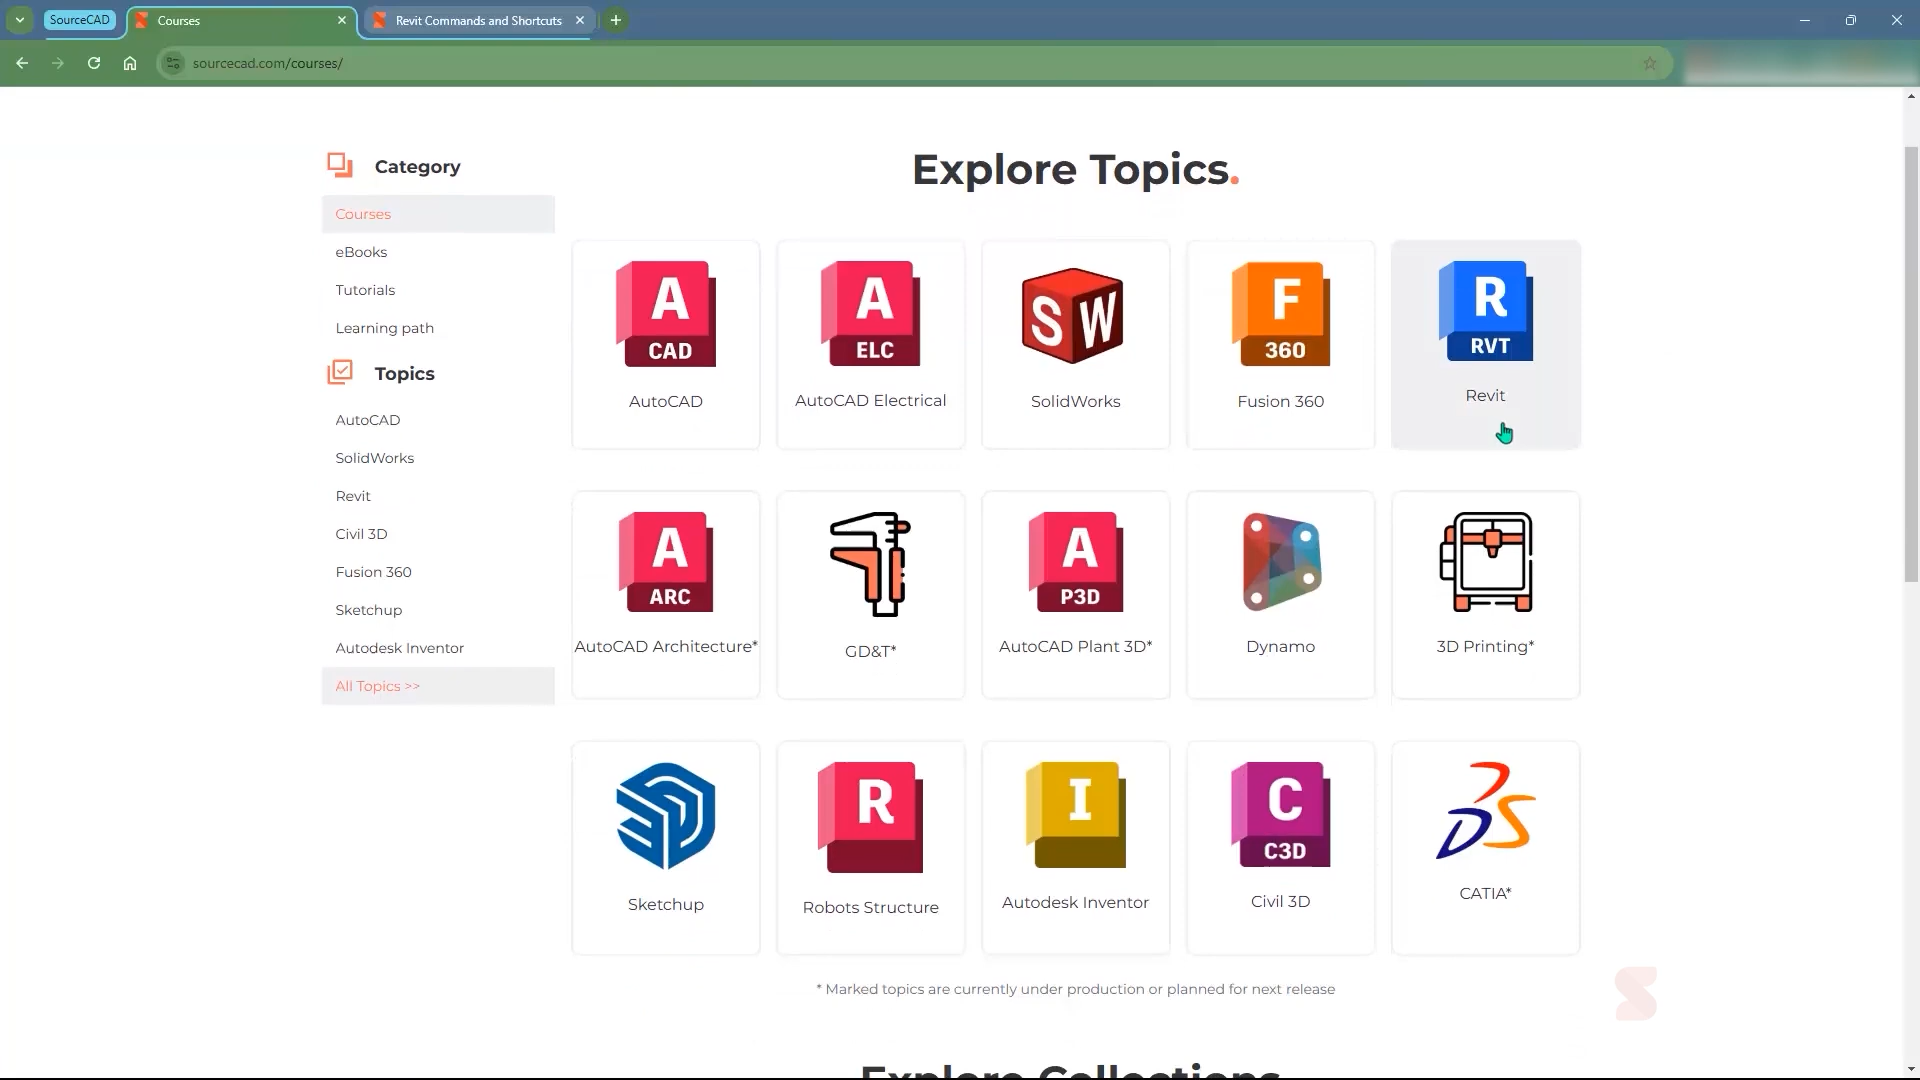 SourceCAD
Courses
Revit Commands and Shortcuts
sourcecad.com/courses/
Category
Courses
eBooks
Tutorials
Learning path
Topics
AutoCAD
SolidWorks
Revit
Civil 3D
Fusion 360
Sketchup
Autodesk Inventor
All Topics >>
Explore Topics.
A CAD
AutoCAD
A ELC
AutoCAD Electrical
SW
SolidWorks
F 360
Fusion 360
R RVT
Revit
A ARC
AutoCAD Architecture*
GD&T*
A P3D
AutoCAD Plant 3D*
Dynamo
3D Printing*
Sketchup
R
Robots Structure
I
Autodesk Inventor
C C3D
Civil 3D
CATIA*
* Marked topics are currently under production or planned for next release
Explore Collections